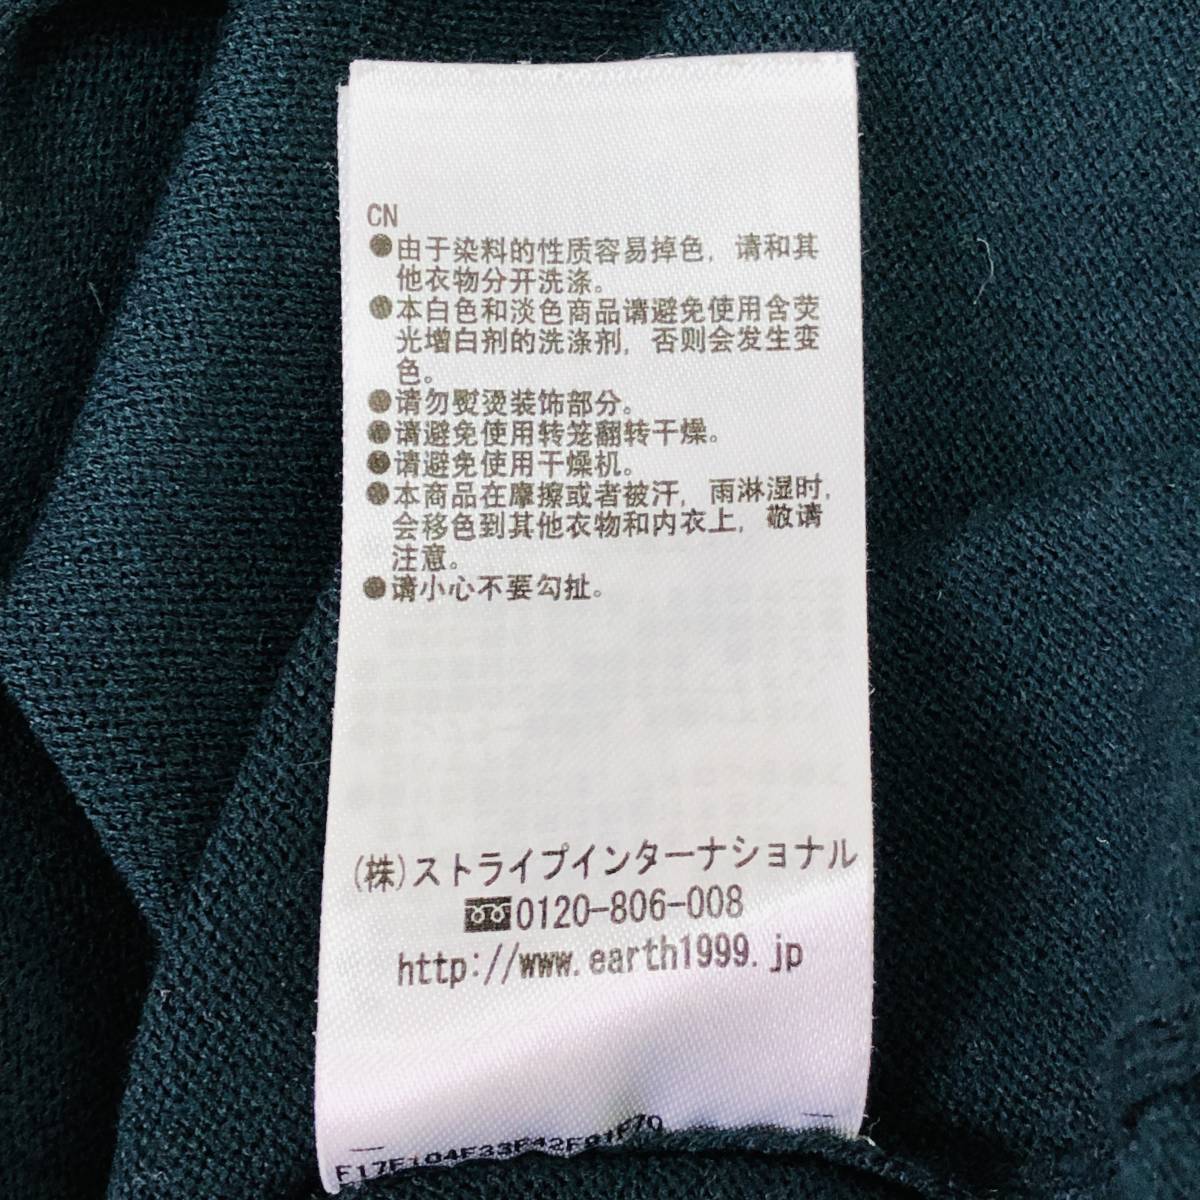 CN
●由于染料的性质容易掉色，请和其
他衣物分开洗涤。
●本白色和淡色商品请避免使用含荧
光增白剂的洗涤剂，否则会发生变
色。
●请勿熨烫装饰部分。
●请避免使用转笼翻转干燥。
●请避免使用干燥机。
●本商品在摩擦或者被汗，雨淋湿时，
会移色到其他衣物和内衣上，敬请
注意。
●请小心不要勾扯。
(株)ストライプインターナショナル
0120-806-008
http://www.earth1999.jp